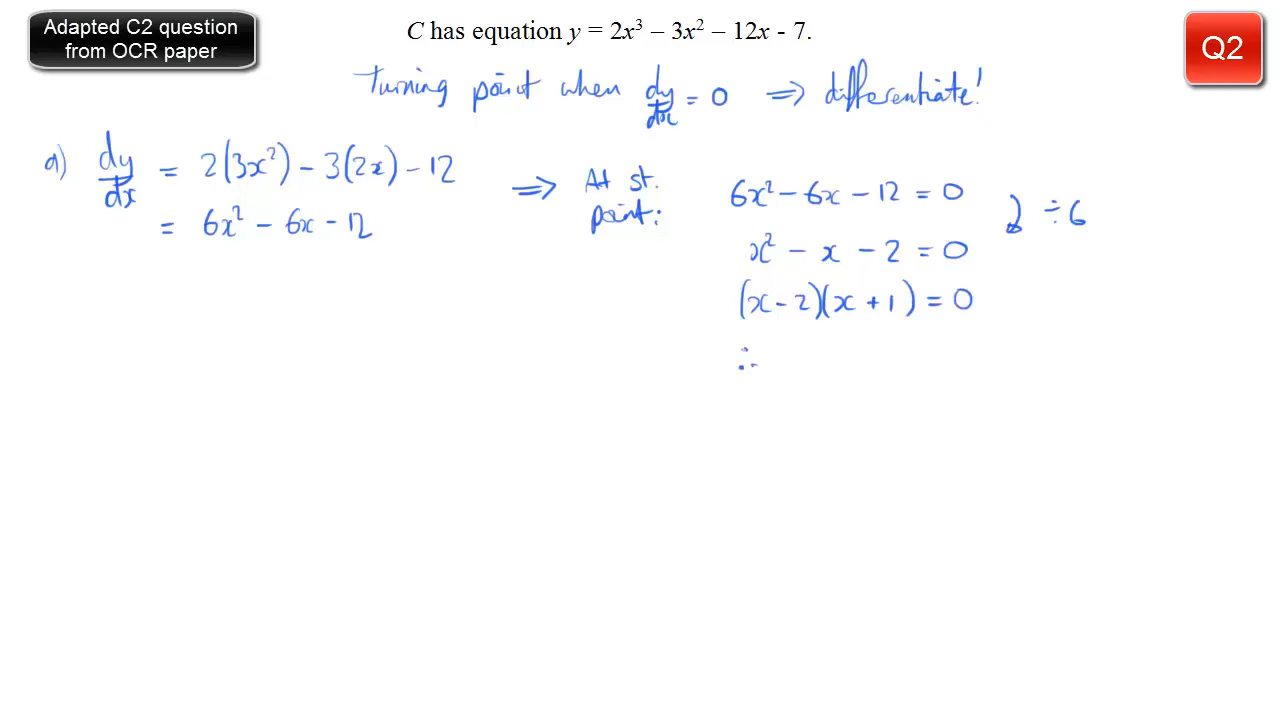 Adapted C2 question
from OCR paper
C has equation y = 2x³ – 3x² – 12x - 7.
Q2
Turning point when dy/dx = 0 ⇒ differentiate!
a) dy/dx = 2(3x²) - 3(2x) - 12
= 6x² - 6x - 12
⇒ At st.
point:
6x² - 6x - 12 = 0
÷6
x² - x - 2 = 0
(x - 2)(x + 1) = 0
∴